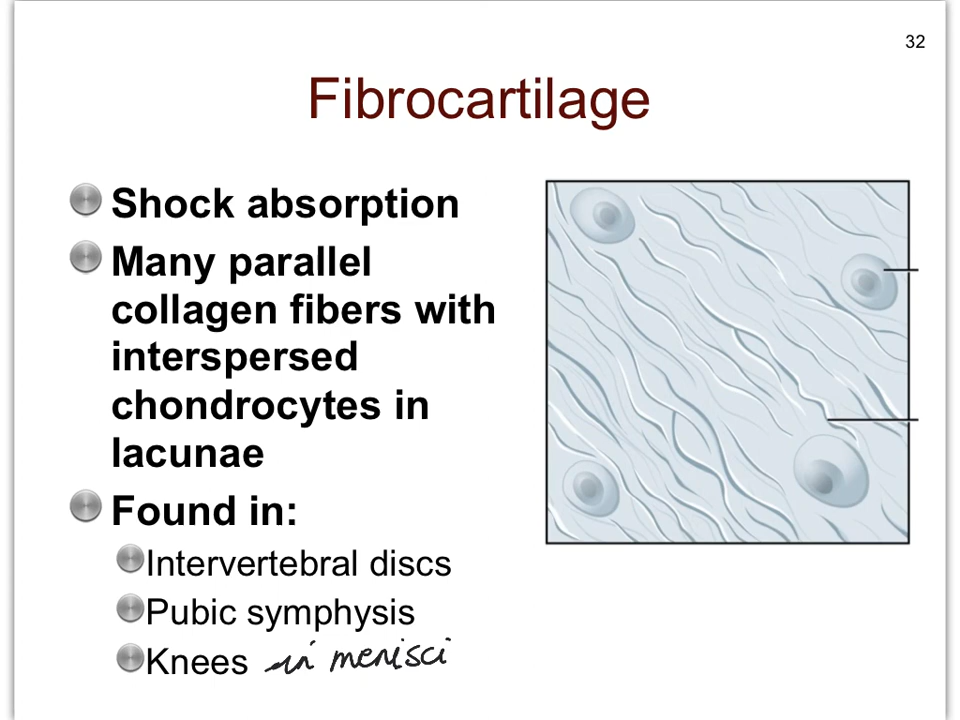 32
Fibrocartilage
Shock absorption
Many parallel
collagen fibers with
interspersed
chondrocytes in
lacunae
Found in:
Intervertebral discs
Pubic symphysis
Knees in menisci